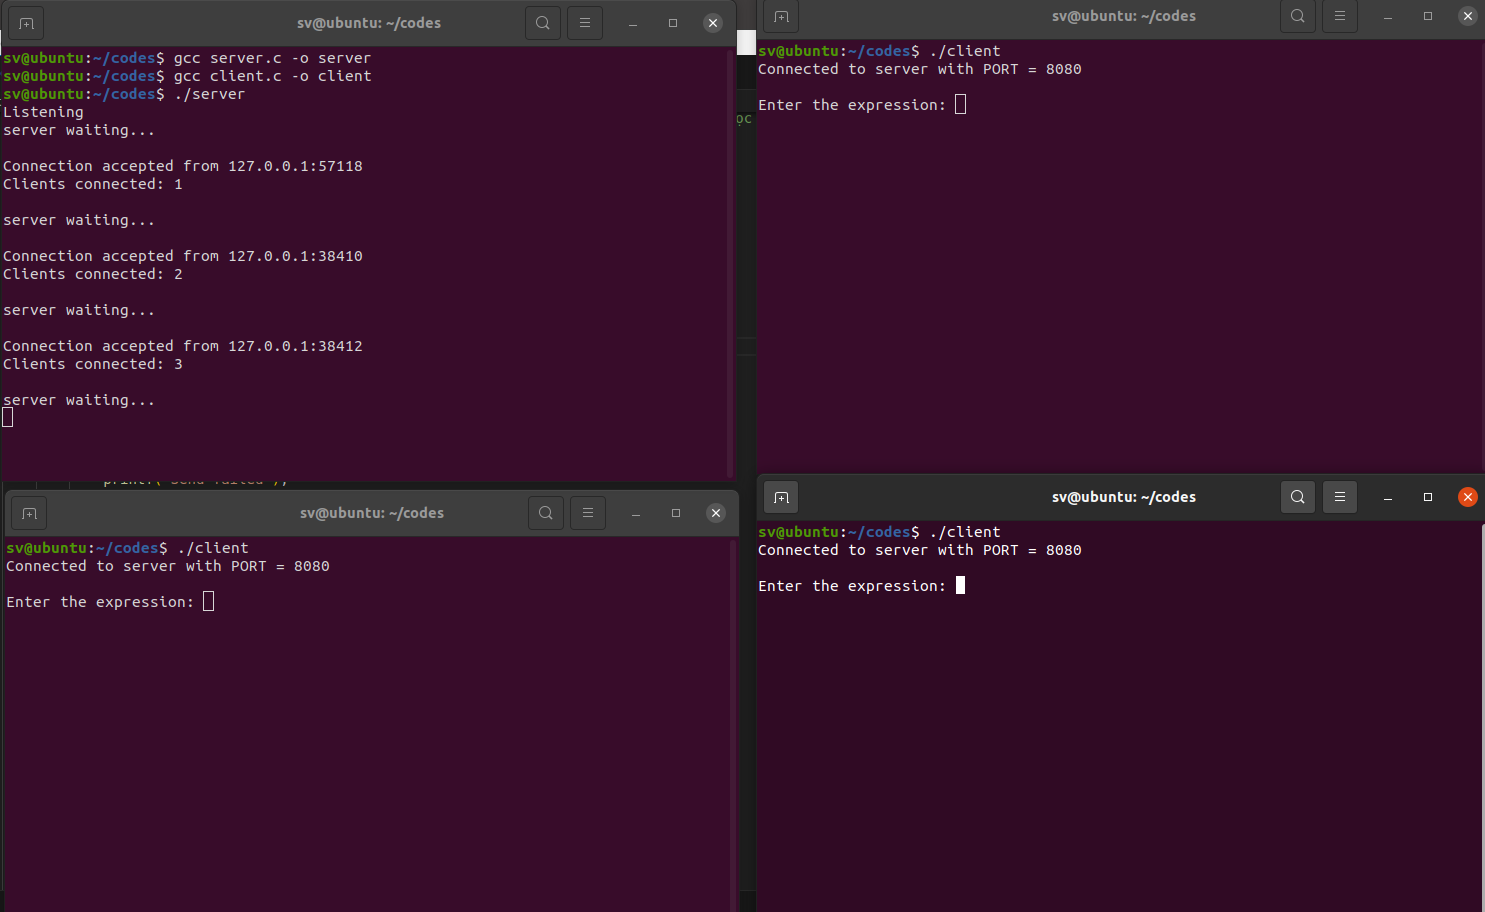 sv@ubuntu: ~/codes
sv@ubuntu:~/codes$ gcc server.c -o server
sv@ubuntu:~/codes$ gcc client.c -o client
sv@ubuntu:~/codes$ ./server
Listening
server waiting...
Connection accepted from 127.0.0.1:57118
Clients connected: 1
server waiting...
Connection accepted from 127.0.0.1:38410
Clients connected: 2
server waiting...
Connection accepted from 127.0.0.1:38412
Clients connected: 3
server waiting...
sv@ubuntu: ~/codes
sv@ubuntu:~/codes$ ./client
Connected to server with PORT = 8080
Enter the expression:
ọc
sv@ubuntu: ~/codes
sv@ubuntu:~/codes$ ./client
Connected to server with PORT = 8080
Enter the expression:
sv@ubuntu: ~/codes
sv@ubuntu:~/codes$ ./client
Connected to server with PORT = 8080
Enter the expression: